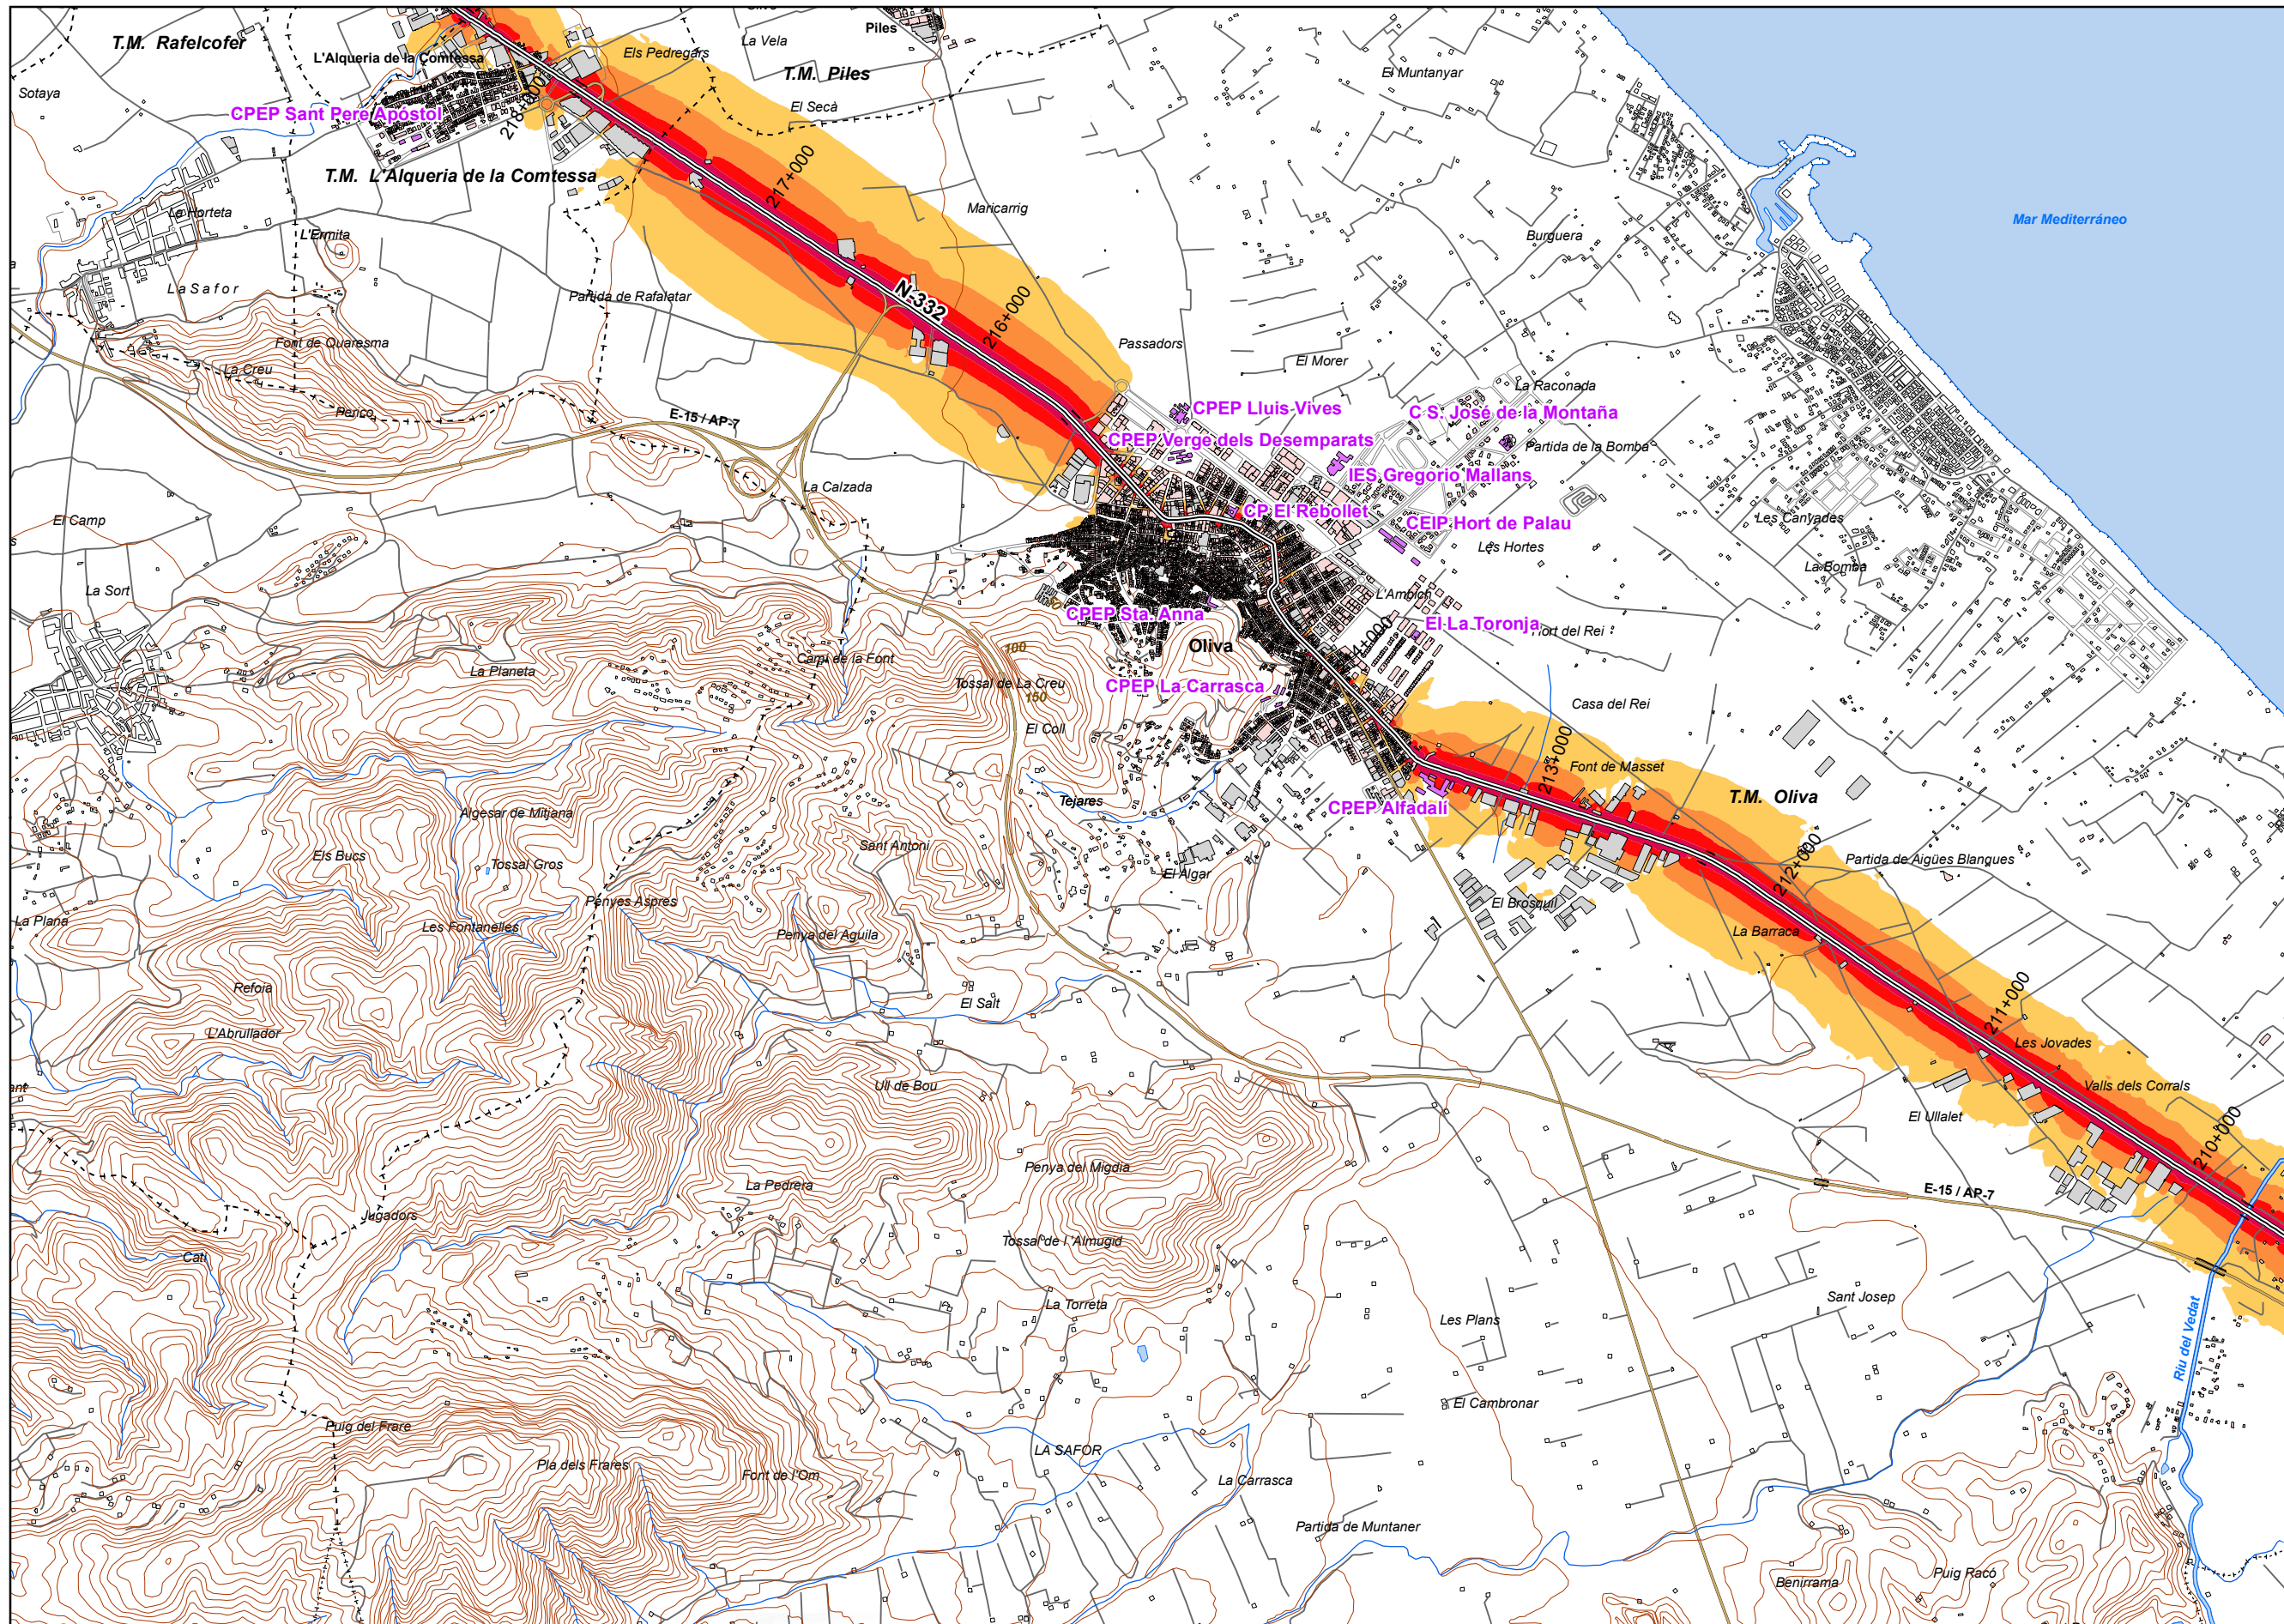 Piles
T.M. Rafelcofer
L'Alqueria de la Comtessa
Els Pedregars
La Vela
T.M. Piles
El Muntanyar
Sotaya
El Secà
CPEP Sant Pere Apóstol
218+000
T.M. L'Alqueria de la Comtessa
217+000
La Horteta
Maricarrig
Mar Mediterráneo
L'Ermita
Burguera
La Safor
Partida de Rafalatar
N-332
216+000
Font de Quaresma
Passadors
El Morer
La Creu
La Raconada
Perico
E-15 / AP-7
CPEP Lluis Vives
C S. José de la Montaña
CPEP Verge dels Desemparats
Partida de la Bomba
IES Gregorio Mallans
La Calzada
CP El Rebollet
El Camp
CEIP Hort de Palau
Les Canyades
Les Hortes
La Bomba
La Sort
L'Ambich
CPEP Sta. Anna
El La Toronja
Hort del Rei
Oliva
100
Camí de la Font
La Planeta
Tossal de La Creu
150
CPEP La Carrasca
Casa del Rei
El Coll
213+000
Font de Masset
T.M. Oliva
Tejares
CPEP Alfadalí
Algesar de Mitjana
Sant Antoni
Els Bucs
Tossal Gros
El Algar
212+000
Partida de Aigües Blangues
Penyes Aspres
El Brosquil
La Plana
Les Fontanelles
Penya del Aguila
La Barraca
Refoia
El Salt
211+000
L'Abrullador
Les Jovades
Ull de Bou
Valls dels Corrals
El Ullalet
210+000
Penya del Migdia
La Pedrera
E-15 / AP-7
Jugadors
Tossal de l'Almugid
Cati
La Torreta
Sant Josep
Les Plans
Riu del Vedat
El Cambronar
Puig del Frare
LA SAFOR
Pla dels Frares
Font de l'Om
La Carrasca
Partida de Muntaner
Puig Racó
Benirrama